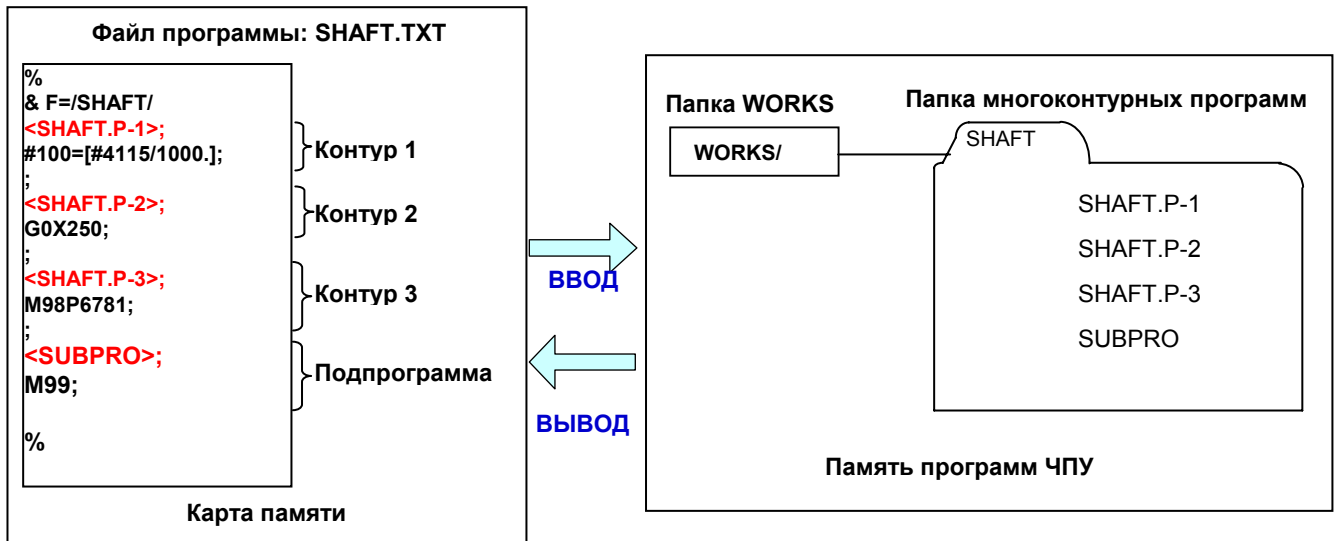 Файл программы: SHAFT.TXT
%
& F=/SHAFT/
<SHAFT.P-1>;
#100=[#4115/1000.];
;
<SHAFT.P-2>;
G0X250;
;
<SHAFT.P-3>;
M98P6781;
;
<SUBPRO>;
M99;
%
Контур 1
Контур 2
Контур 3
Подпрограмма
Карта памяти
ВВОД
ВЫВОД
Папка WORKS
WORKS/
Папка многоконтурных программ
SHAFT
SHAFT.P-1
SHAFT.P-2
SHAFT.P-3
SUBPRO
Память программ ЧПУ